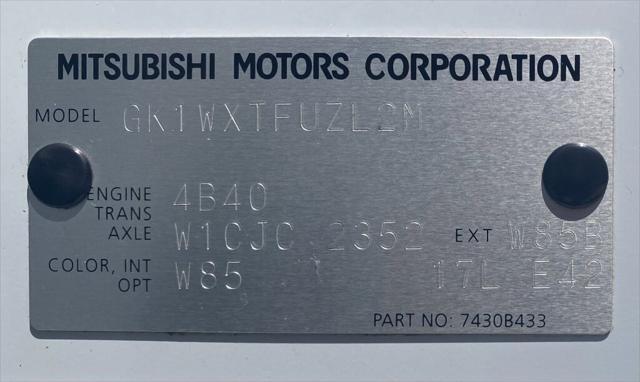 MITSUBISHI MOTORS CORPORATION
MODEL GK1WXTFUZL2M
ENGINE 4B40
TRANS
AXLE W1CJC 2352 EXT W85B
COLOR, INT W85 17L E42
OPT
PART NO: 7430B433